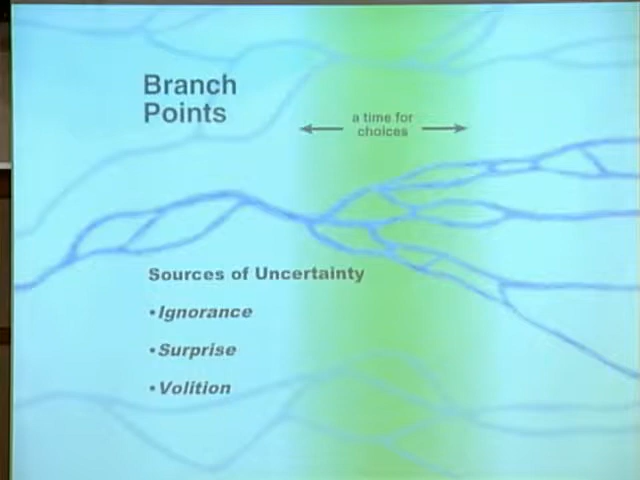 Branch
Points
a time for
choices
Sources of Uncertainty
•Ignorance
•Surprise
•Volition